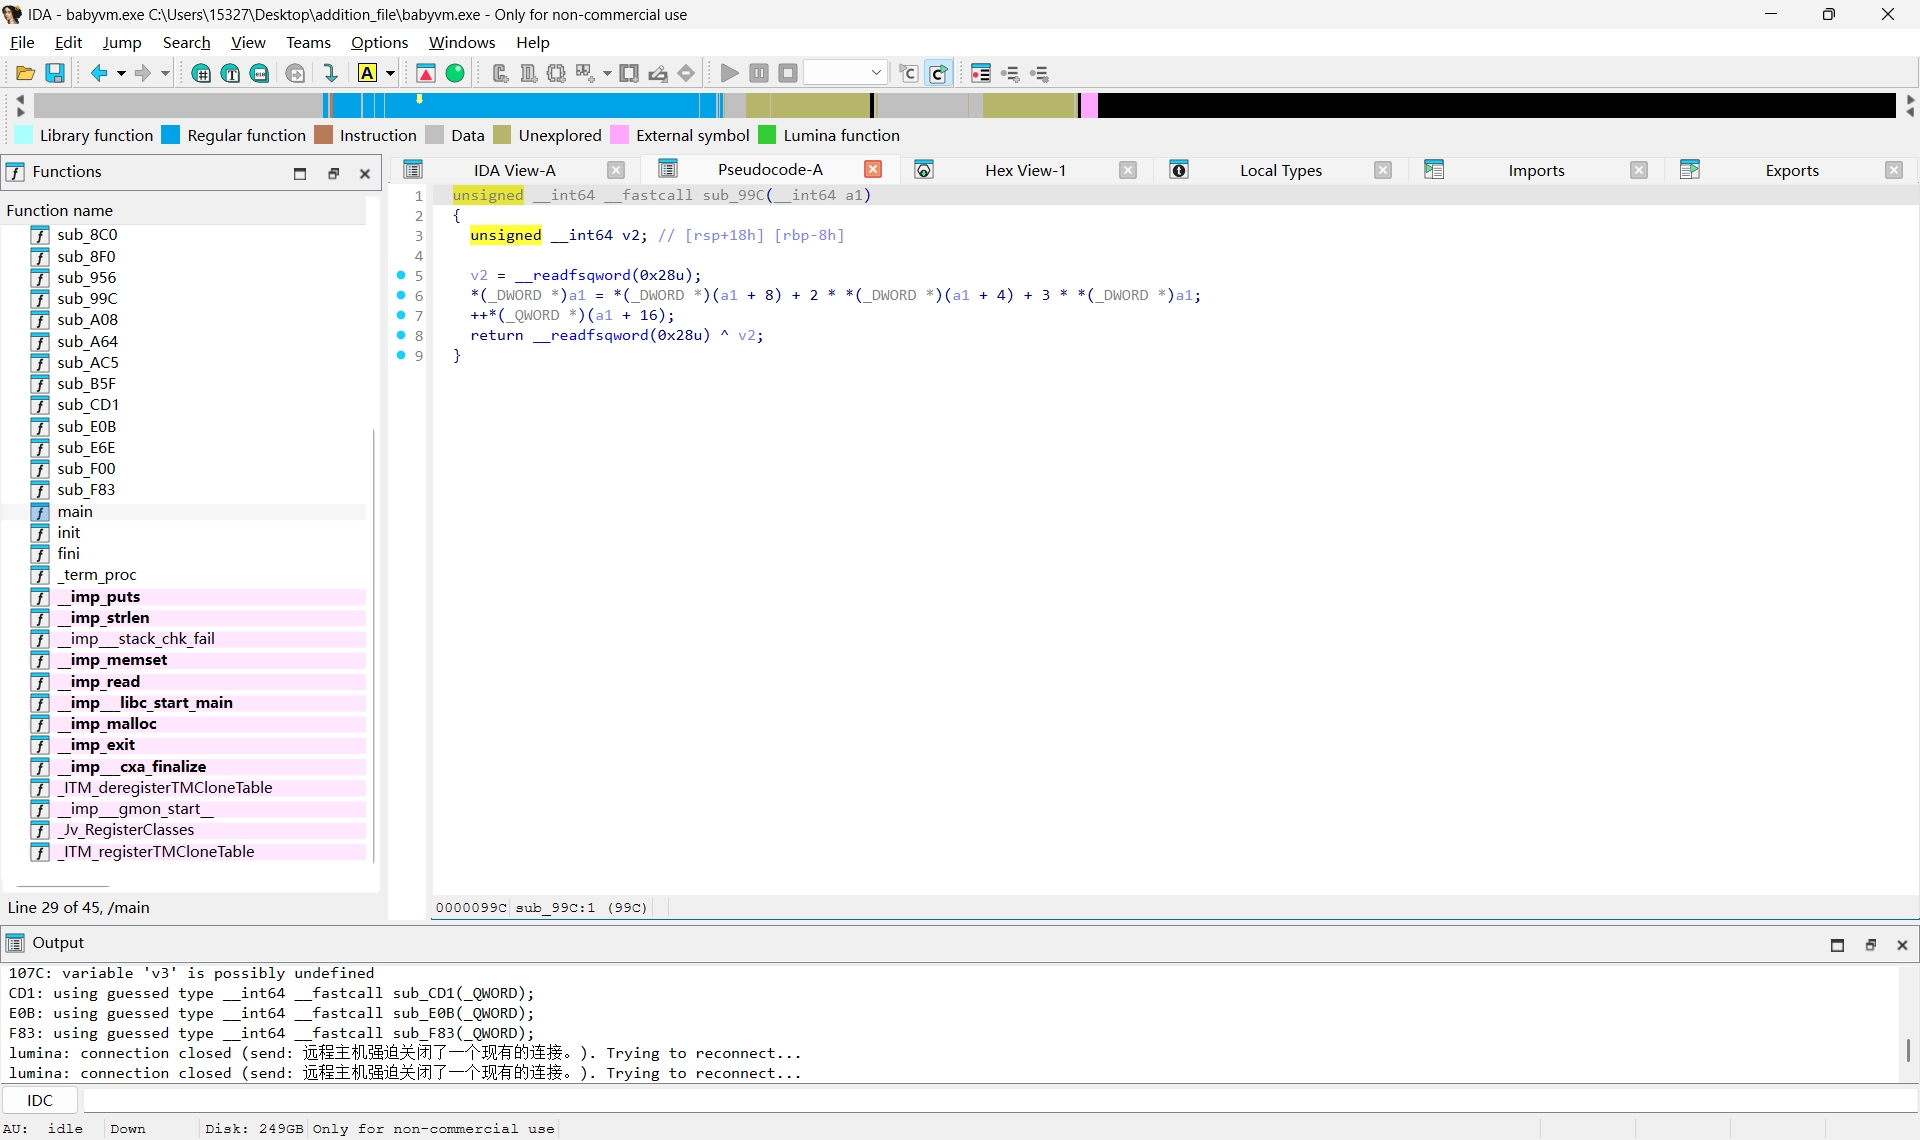 IDA - babyvm.exe C:\Users\15327\Desktop\addition_file\babyvm.exe - Only for non-commercial use
File Edit Jump Search View Teams Options Windows Help
Library function Regular function Instruction Data Unexplored External symbol Lumina function
Functions
IDA View-A Pseudocode-A Hex View-1 Local Types Imports Exports
Function name
sub_8C0
sub_8F0
sub_956
sub_99C
sub_A08
sub_A64
sub_AC5
sub_B5F
sub_CD1
sub_E0B
sub_E6E
sub_F00
sub_F83
main
init
fini
_term_proc
__imp_puts
__imp_strlen
__imp___stack_chk_fail
__imp_memset
__imp_read
__imp___libc_start_main
__imp_malloc
__imp_exit
__imp___cxa_finalize
_ITM_deregisterTMCloneTable
__imp___gmon_start__
_Jv_RegisterClasses
_ITM_registerTMCloneTable
Line 29 of 45, /main
1 unsigned __int64 __fastcall sub_99C(__int64 a1)
2 {
3 unsigned __int64 v2; // [rsp+18h] [rbp-8h]
4
5 v2 = __readfsqword(0x28u);
6 *(_DWORD *)a1 = *(_DWORD *)(a1 + 8) + 2 * *(_DWORD *)(a1 + 4) + 3 * *(_DWORD *)a1;
7 ++*(_QWORD *)(a1 + 16);
8 return __readfsqword(0x28u) ^ v2;
9 }
0000099C sub_99C:1 (99C)
Output
107C: variable 'v3' is possibly undefined
CD1: using guessed type __int64 __fastcall sub_CD1(_QWORD);
E0B: using guessed type __int64 __fastcall sub_E0B(_QWORD);
F83: using guessed type __int64 __fastcall sub_F83(_QWORD);
lumina: connection closed (send: 远程主机强迫关闭了一个现有的连接。). Trying to reconnect...
lumina: connection closed (send: 远程主机强迫关闭了一个现有的连接。). Trying to reconnect...
IDC
AU: idle Down Disk: 249GB Only for non-commercial use